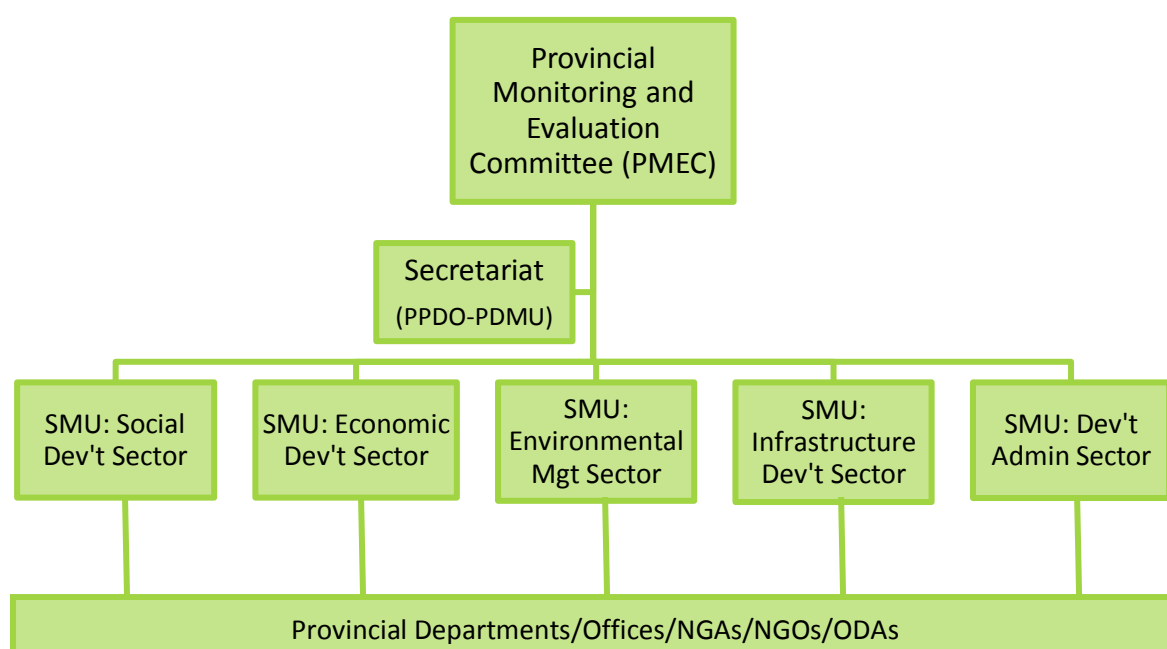 Provincial
Monitoring and
Evaluation
Committee (PMEC)
Secretariat
(PPDO-PDMU)
SMU: Social
Dev't Sector
SMU: Economic
Dev't Sector
SMU:
Environmental
Mgt Sector
SMU:
Infrastructure
Dev't Sector
SMU: Dev't
Admin Sector
Provincial Departments/Offices/NGAs/NGOs/ODAs